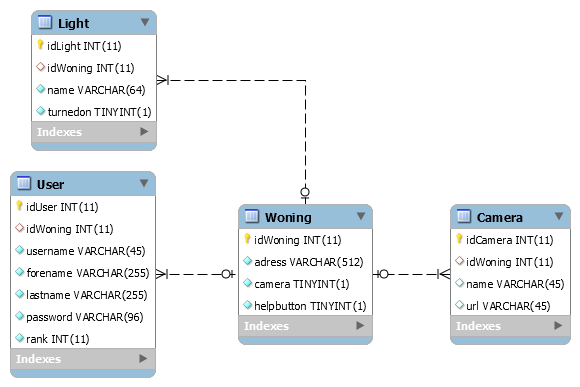 Light
idLight INT(11)
idWoning INT(11)
name VARCHAR(64)
turnedon TINYINT(1)
Indexes
User
idUser INT(11)
idWoning INT(11)
username VARCHAR(45)
forename VARCHAR(255)
lastname VARCHAR(255)
password VARCHAR(96)
rank INT(11)
Indexes
Woning
idWoning INT(11)
adress VARCHAR(512)
camera TINYINT(1)
helpbutton TINYINT(1)
Indexes
Camera
idCamera INT(11)
idWoning INT(11)
name VARCHAR(45)
url VARCHAR(45)
Indexes